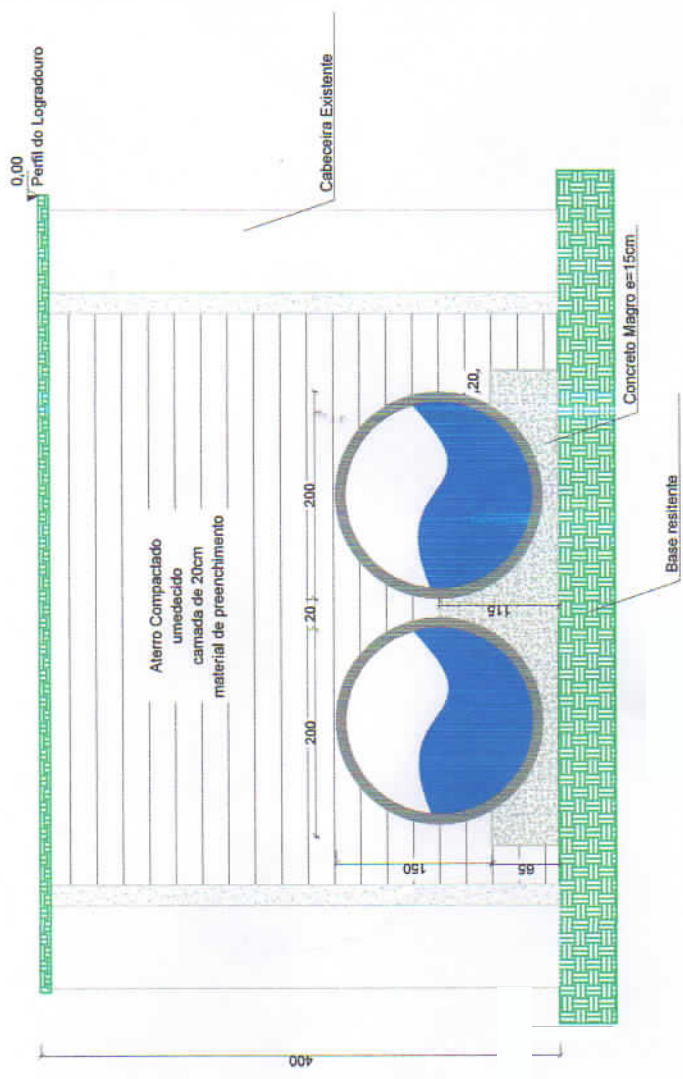 0,00
Perfil do Logradouro
Cabeceira Existente
Aterro Compactado
umedecido
camada de 20cm
material de preenchimento
200
20
200
,20,
150
115
65
400
Concreto Magro e=15cm
Base resitente